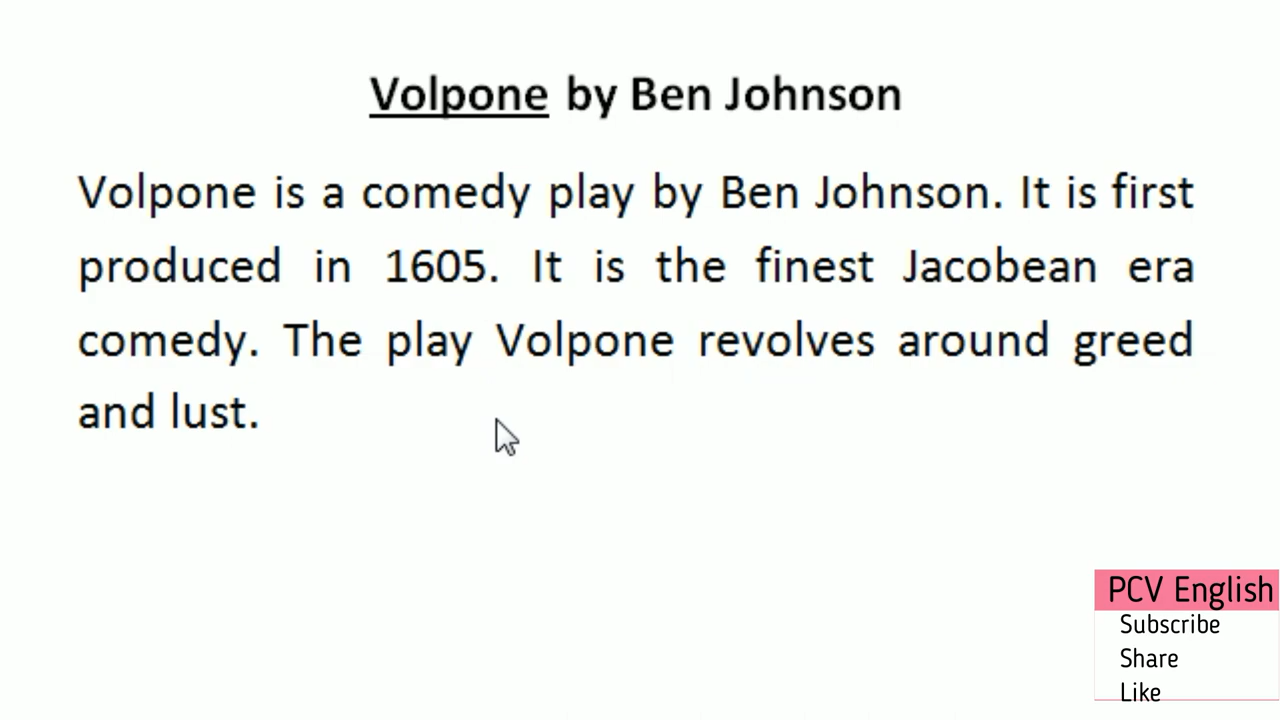 Volpone by Ben Johnson
Volpone is a comedy play by Ben Johnson. It is first
produced in 1605. It is the finest Jacobean era
comedy. The play Volpone revolves around greed
and lust.
PCV English
Subscribe
Share
Like